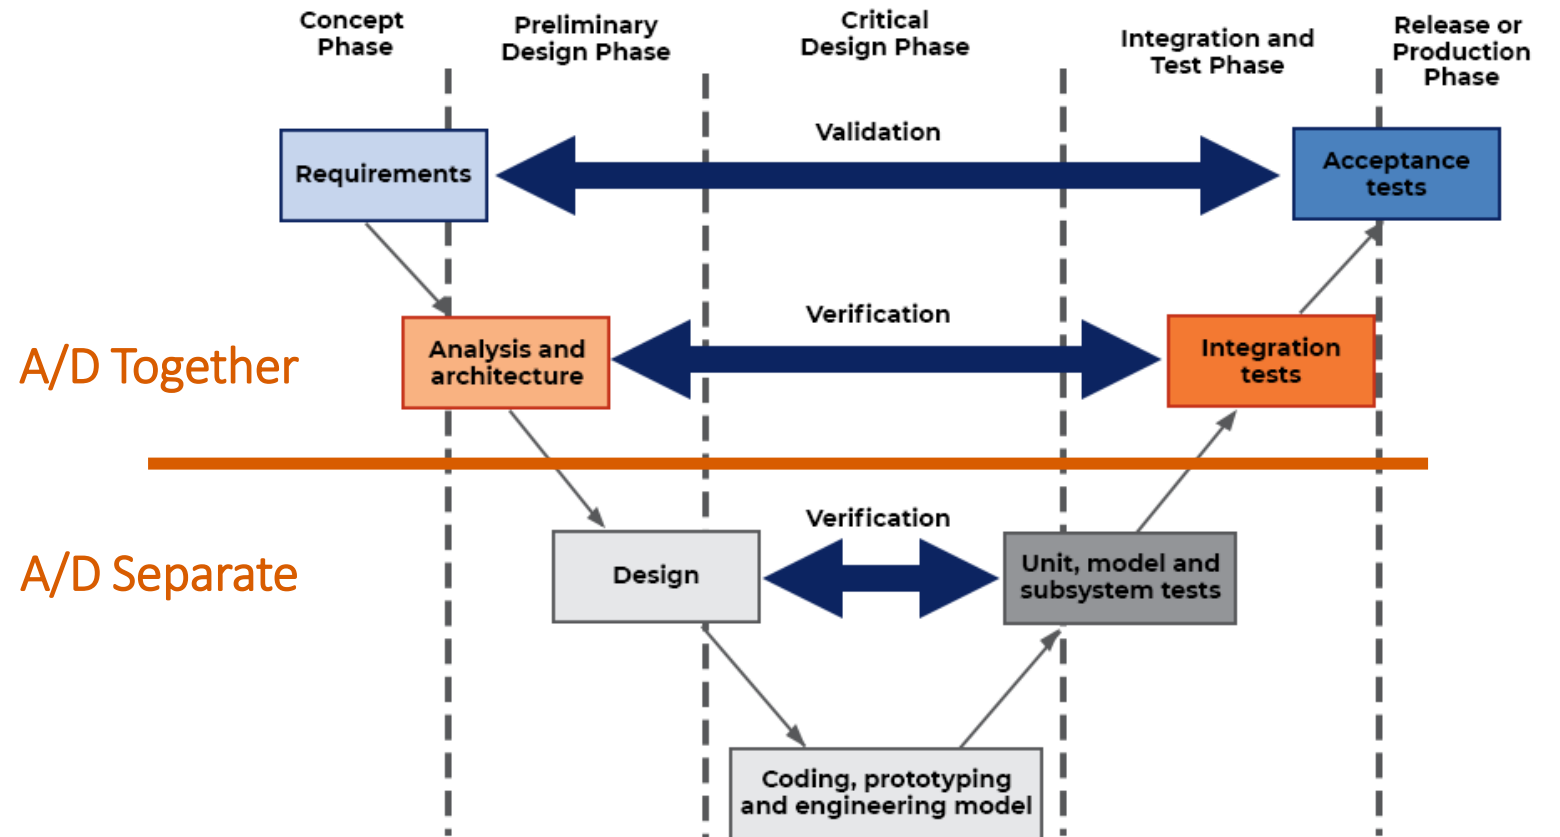 Concept
Phase
Preliminary
Design Phase
Critical
Design Phase
Integration and
Test Phase
Release or
Production
Phase
Validation
Requirements
Acceptance
tests
Verification
A/D Together
Analysis and
architecture
Integration
tests
Verification
A/D Separate
Design
Unit, model and
subsystem tests
Coding, prototyping
and engineering model